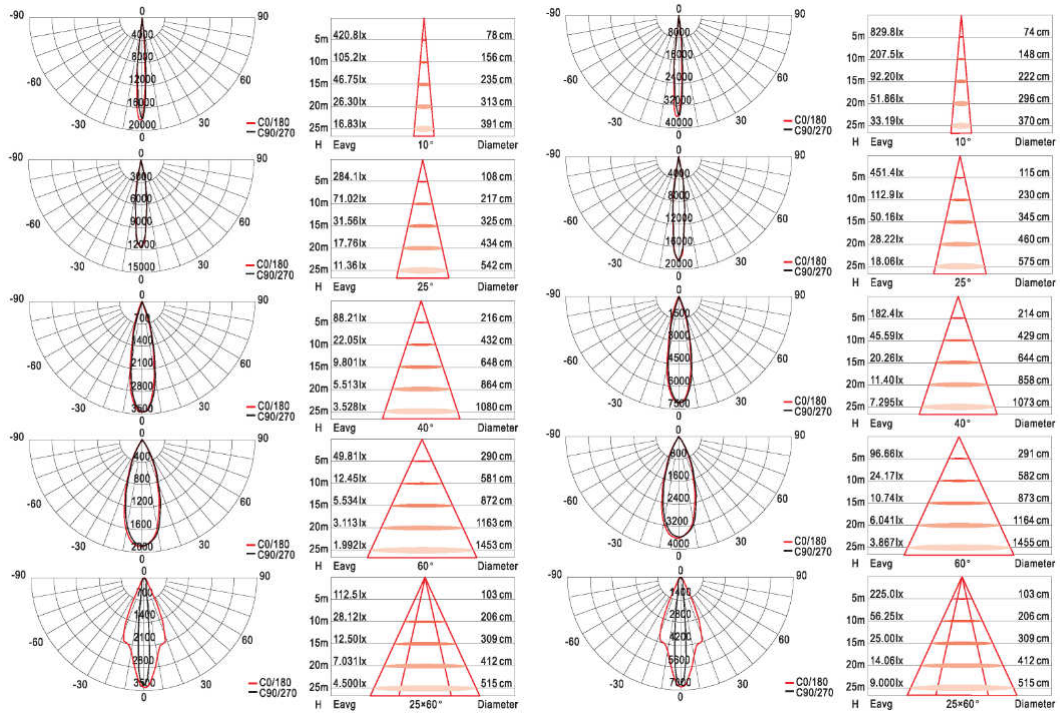 0
-90 90
4000
8000
12000
16000
20000
-60 60
-30 30
0
C0/180
C90/270
5m 420.8lx 78 cm
10m 105.2lx 156 cm
15m 46.75lx 235 cm
20m 26.30lx 313 cm
25m 16.83lx 391 cm
H Eavg 10° Diameter
0
-90 90
8000
16000
24000
32000
40000
-60 60
-30 30
0
C0/180
C90/270
5m 829.8lx 74 cm
10m 207.5lx 148 cm
15m 92.20lx 222 cm
20m 51.86lx 296 cm
25m 33.19lx 370 cm
H Eavg 10° Diameter
0
-90 90
3000
6000
9000
12000
15000
-60 60
-30 30
0
C0/180
C90/270
5m 284.1lx 108 cm
10m 71.02lx 217 cm
15m 31.56lx 325 cm
20m 17.76lx 434 cm
25m 11.36lx 542 cm
H Eavg 25° Diameter
0
-90 90
4000
8000
12000
16000
20000
-60 60
-30 30
0
C0/180
C90/270
5m 451.4lx 115 cm
10m 112.9lx 230 cm
15m 50.16lx 345 cm
20m 28.22lx 460 cm
25m 18.06lx 575 cm
H Eavg 25° Diameter
0
-90 90
700
1400
2100
2800
3500
-60 60
-30 30
0
C0/180
C90/270
5m 88.21lx 216 cm
10m 22.05lx 432 cm
15m 9.801lx 648 cm
20m 5.513lx 864 cm
25m 3.528lx 1080 cm
H Eavg 40° Diameter
0
-90 90
1500
3000
4500
6000
7500
-60 60
-30 30
0
C0/180
C90/270
5m 182.4lx 214 cm
10m 45.59lx 429 cm
15m 20.26lx 644 cm
20m 11.40lx 858 cm
25m 7.295lx 1073 cm
H Eavg 40° Diameter
0
-90 90
400
800
1200
1600
2000
-60 60
-30 30
0
C0/180
C90/270
5m 49.81lx 290 cm
10m 12.45lx 581 cm
15m 5.534lx 872 cm
20m 3.113lx 1163 cm
25m 1.992lx 1453 cm
H Eavg 60° Diameter
0
-90 90
800
1600
2400
3200
4000
-60 60
-30 30
0
C0/180
C90/270
5m 96.66lx 291 cm
10m 24.17lx 582 cm
15m 10.74lx 873 cm
20m 6.041lx 1164 cm
25m 3.867lx 1455 cm
H Eavg 60° Diameter
0
-90 90
700
1400
2100
2800
3500
-60 60
-30 30
0
C0/180
C90/270
5m 112.5lx 103 cm
10m 28.12lx 206 cm
15m 12.50lx 309 cm
20m 7.031lx 412 cm
25m 4.500lx 515 cm
H Eavg 25×60° Diameter
0
-90 90
1400
2800
4200
5600
7000
-60 60
-30 30
0
C0/180
C90/270
5m 225.0lx 103 cm
10m 56.25lx 206 cm
15m 25.00lx 309 cm
20m 14.06lx 412 cm
25m 9.000lx 515 cm
H Eavg 25×60° Diameter